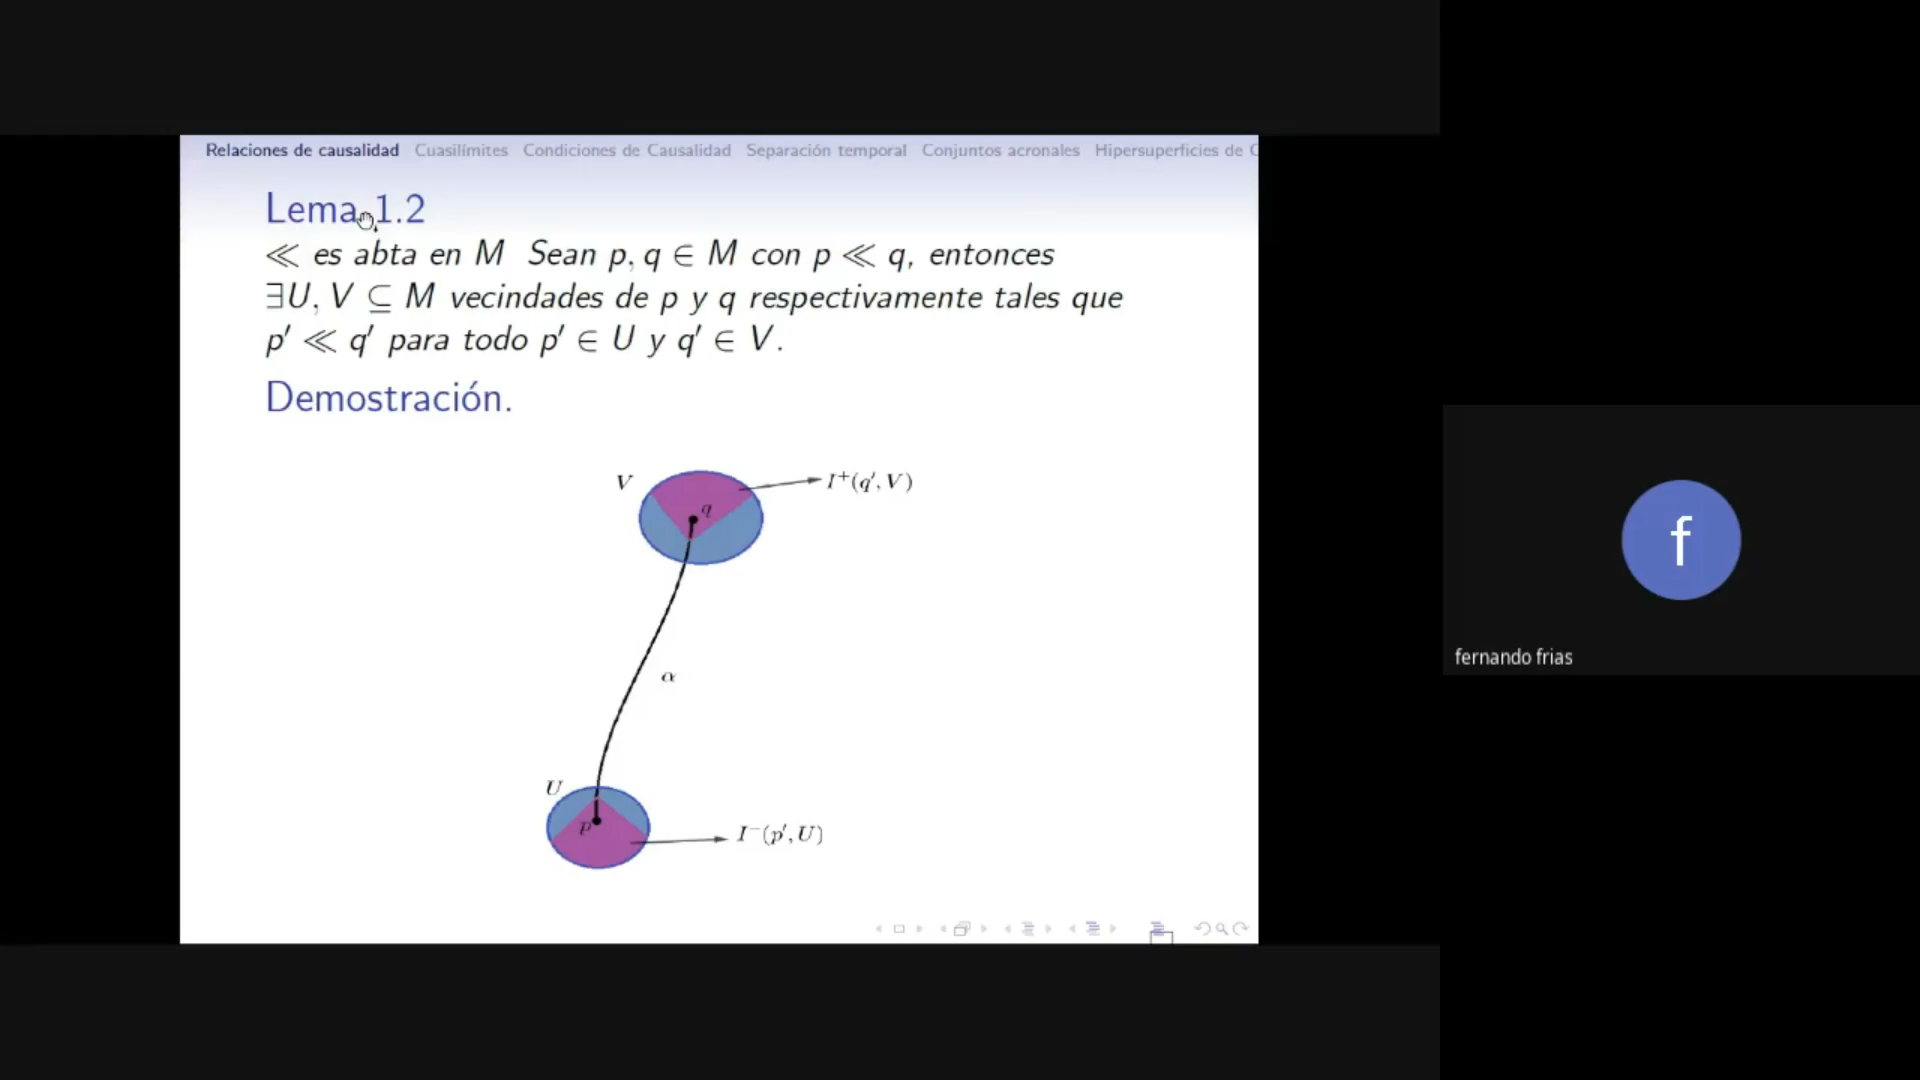 Relaciones de causalidad Cuasilímites Condiciones de Causalidad Separación temporal Conjuntos acronales Hipersuperficies de C
Lema 1.2
≪ es abta en M Sean p, q ∈ M con p ≪ q, entonces
∃U, V ⊆ M vecindades de p y q respectivamente tales que
p′ ≪ q′ para todo p′ ∈ U y q′ ∈ V.
Demostración.
V
I⁺(q′, V)
q
α
U
p
I⁻(p′, U)
f
fernando frias